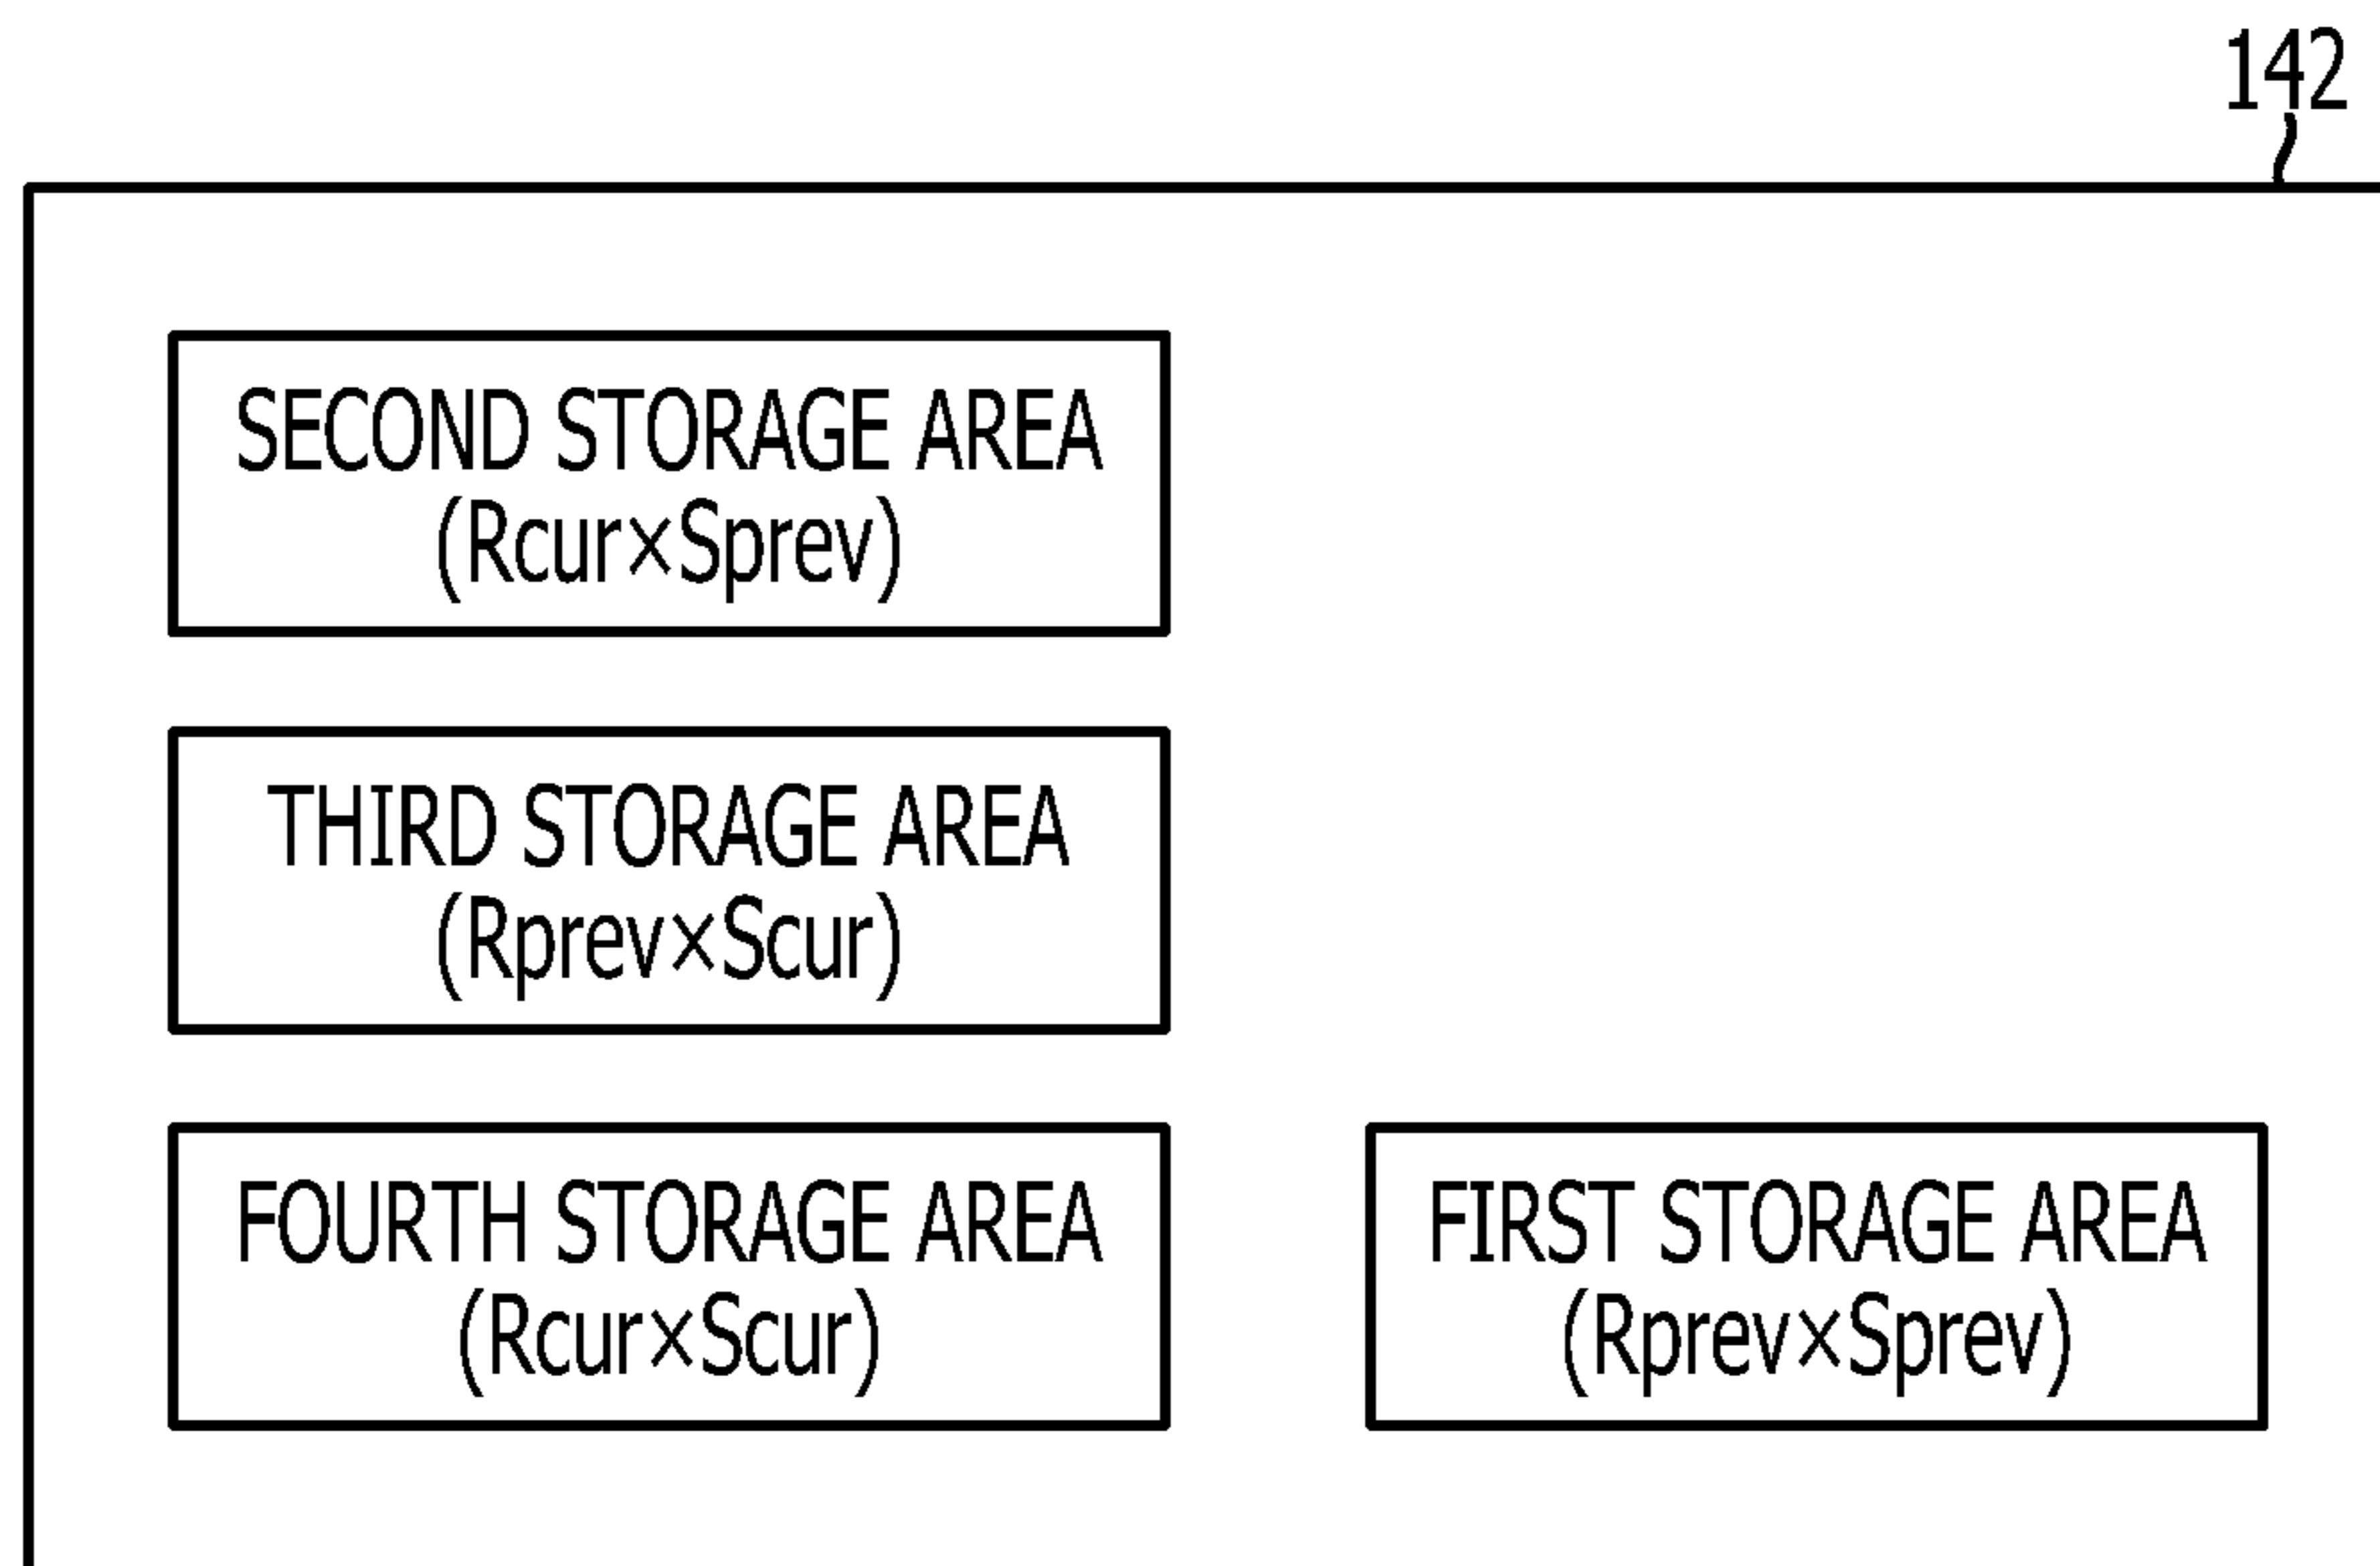 142
SECOND STORAGE AREA
(Rcur×Sprev)
THIRD STORAGE AREA
(Rprev×Scur)
FOURTH STORAGE AREA
(Rcur×Scur)
FIRST STORAGE AREA
(Rprev×Sprev)